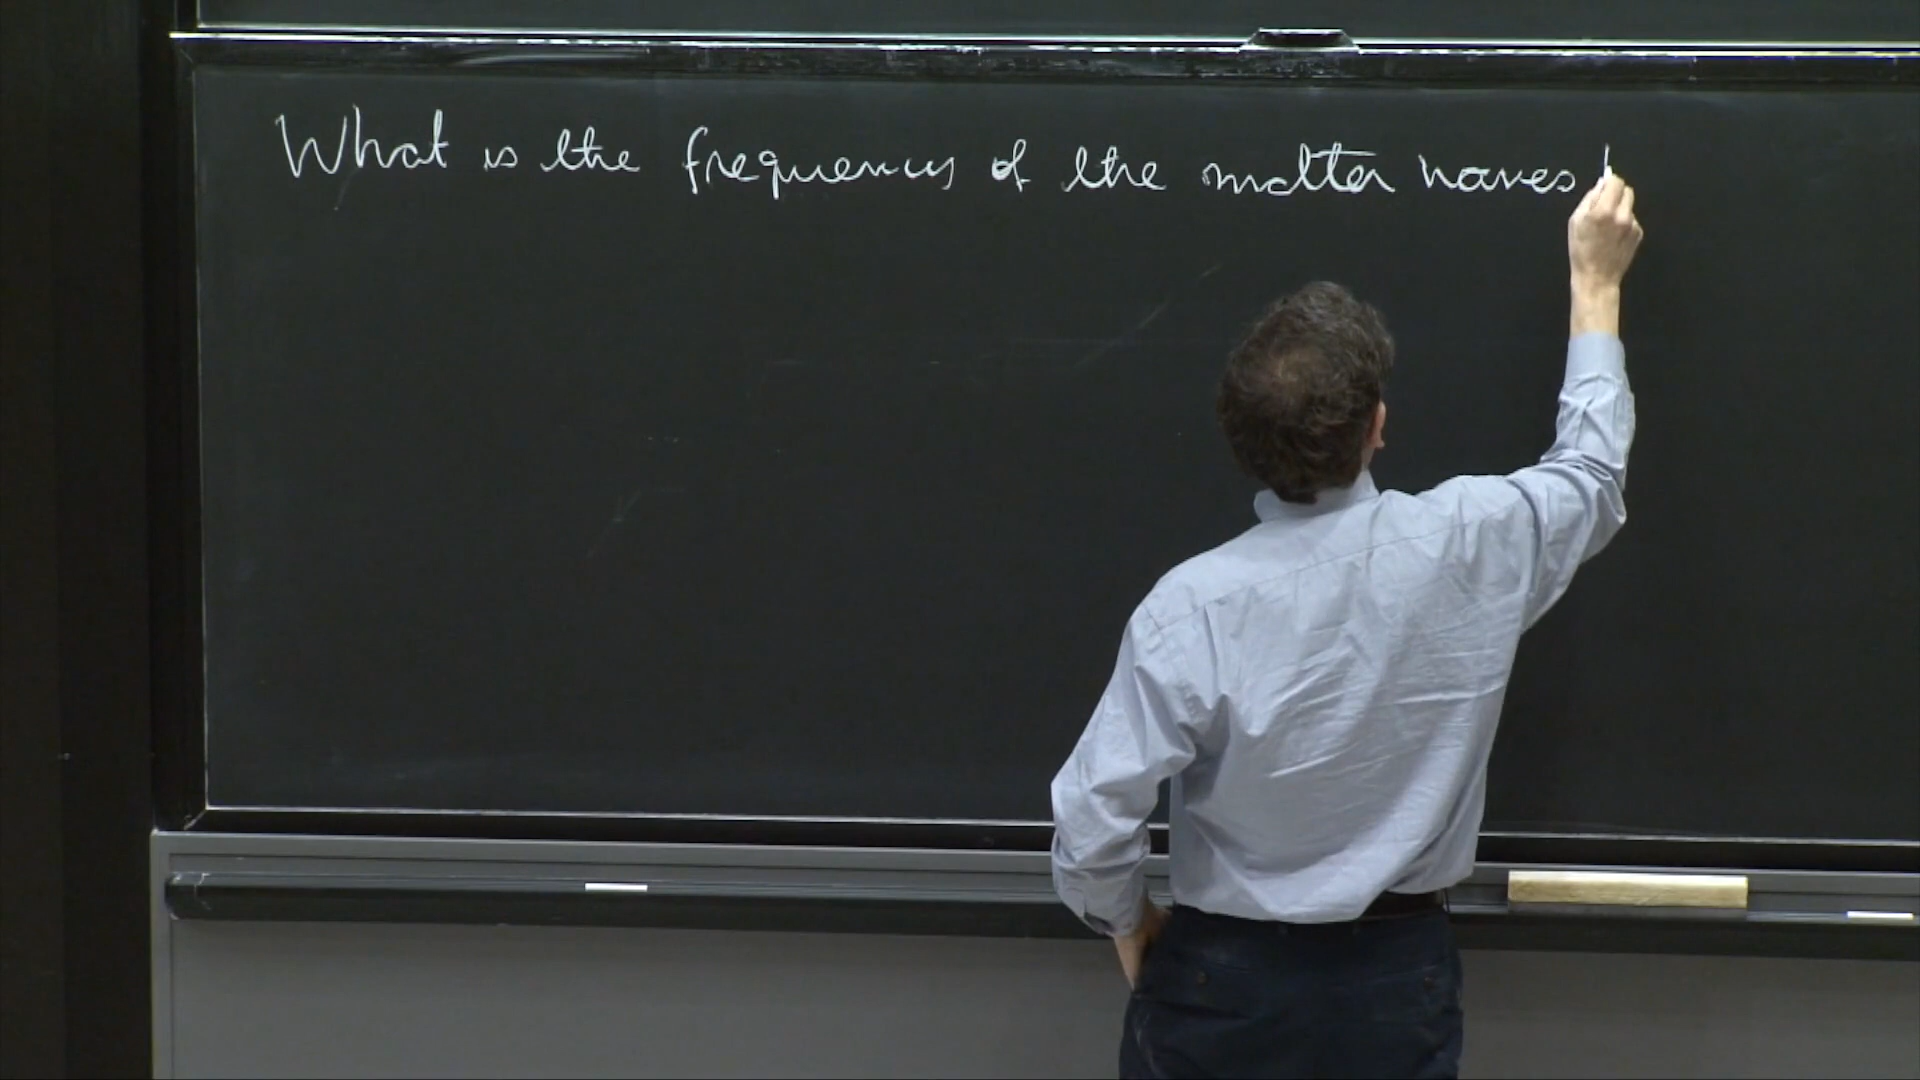 What is the frequency of the matter waves